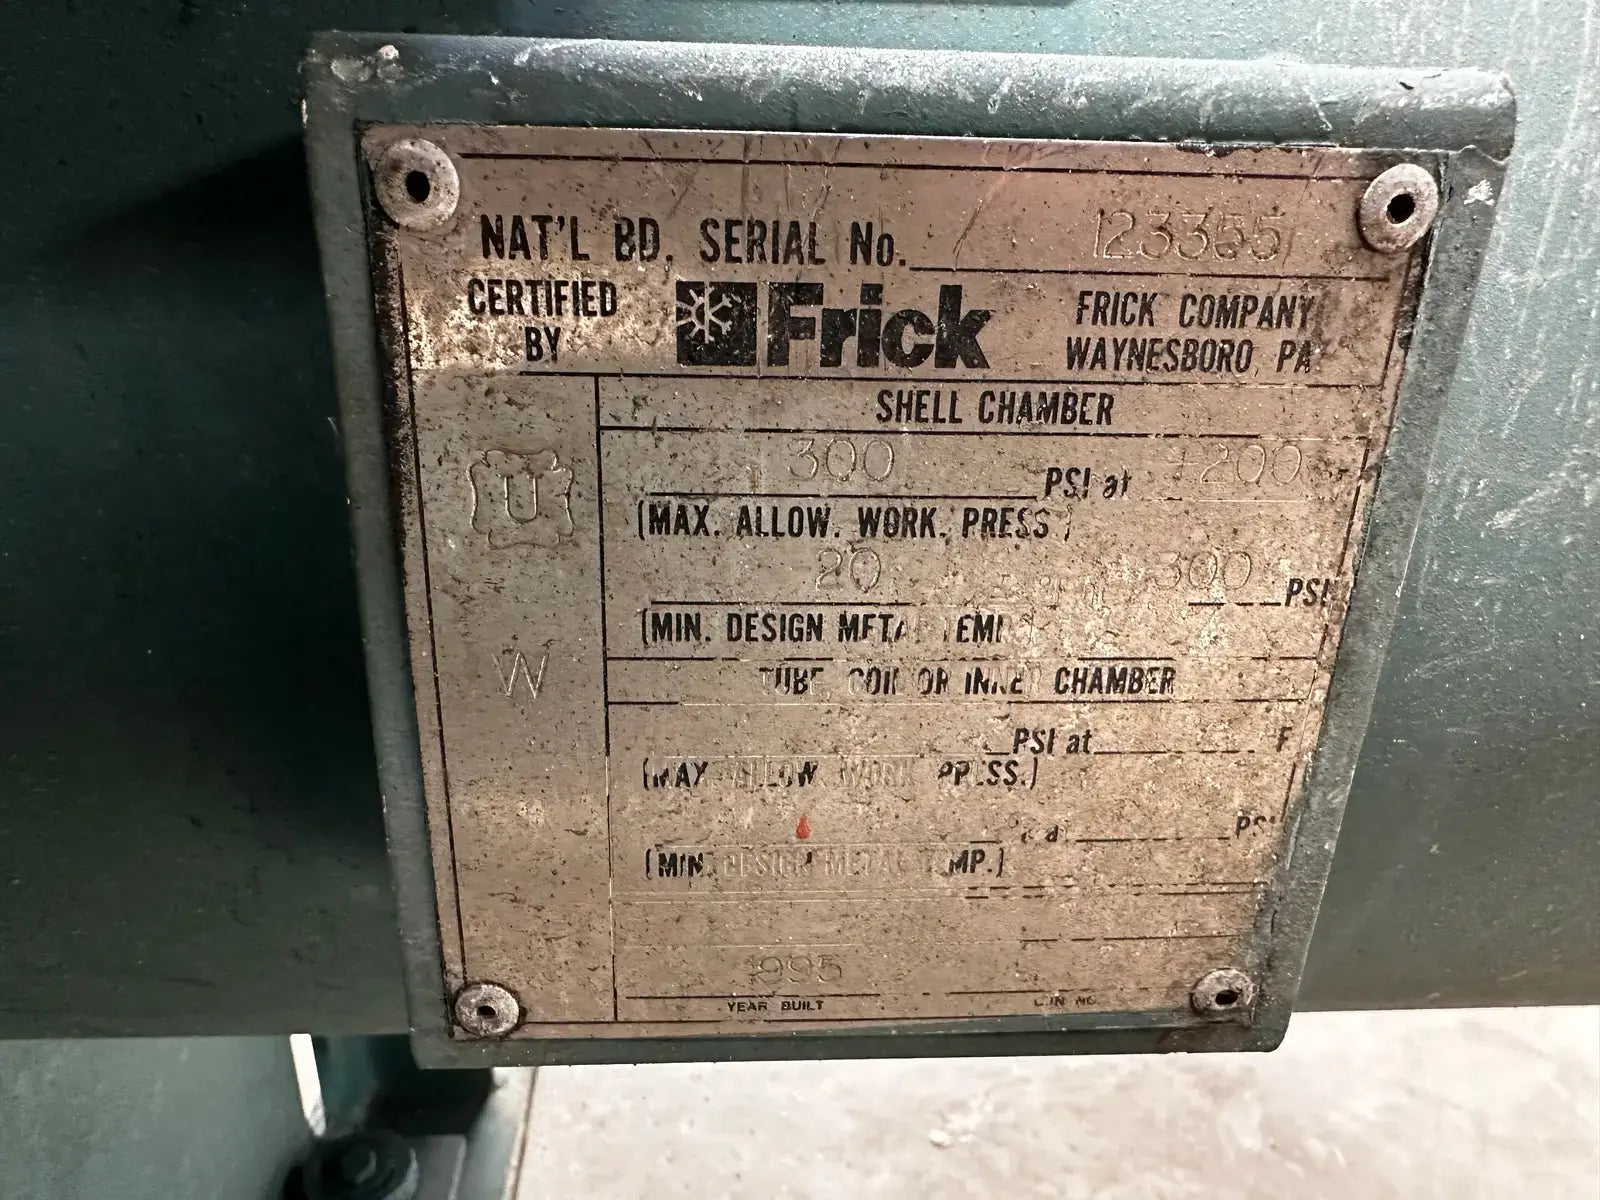 NAT'L BD. SERIAL No. 123355
CERTIFIED BY Frick FRICK COMPANY
WAYNESBORO, PA
SHELL CHAMBER
300 PSI at +200
(MAX. ALLOW. WORK. PRESS)
20 300 PSI
(MIN. DESIGN METAL TEMP
U
W
TUBE, COIL OR INNER CHAMBER
PSI at F
(MAX ALLOW. WORK PRESS.)
PSI
(MIN. DESIGN METAL TEMP.)
1995
YEAR BUILT